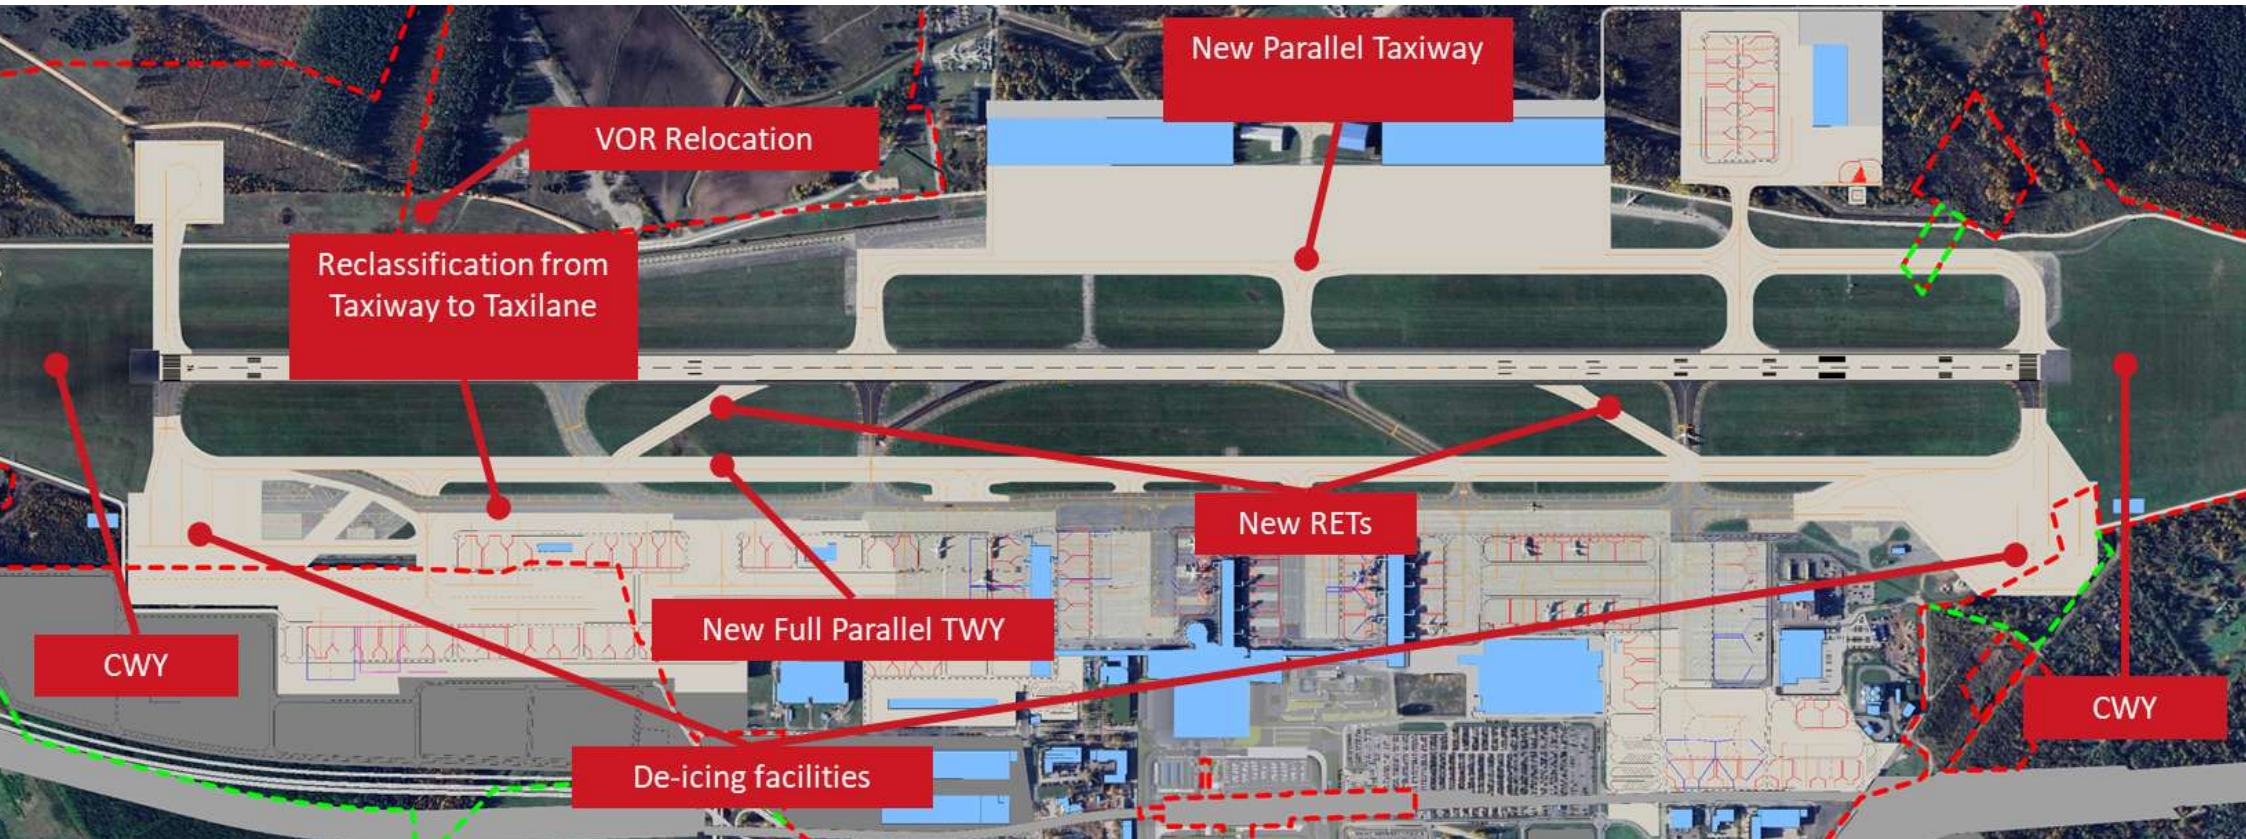 New Parallel Taxiway
VOR Relocation
Reclassification from
Taxiway to Taxilane
New RETs
New Full Parallel TWY
CWY
CWY
De-icing facilities